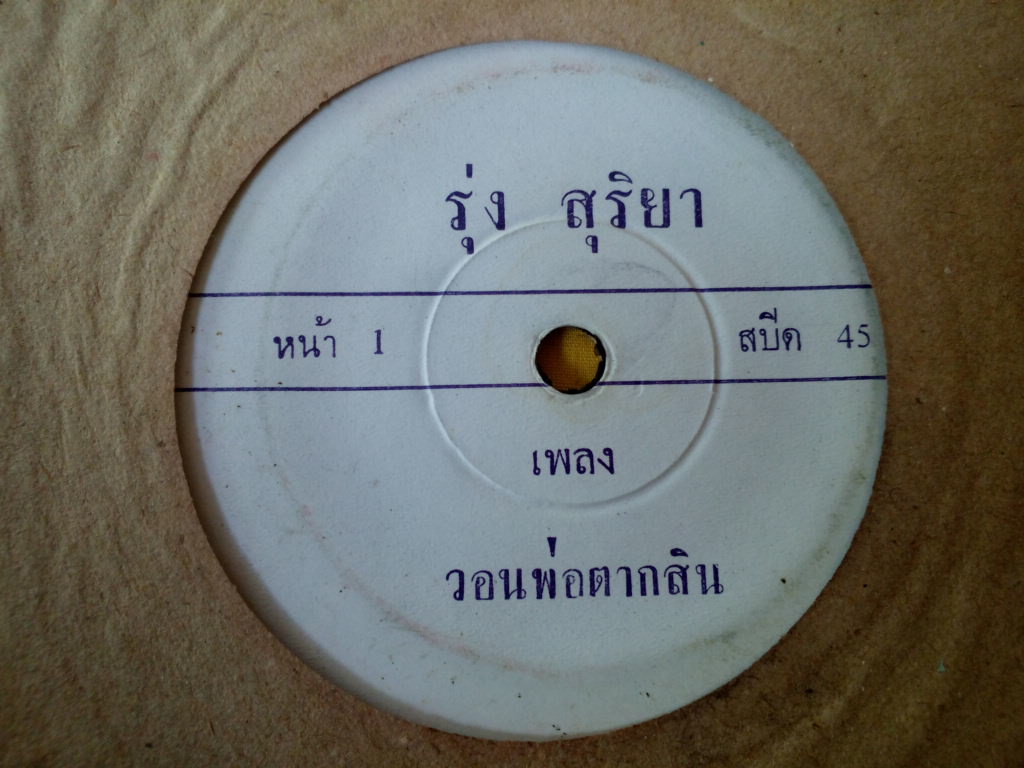 รุ่ง สุริยา
หน้า 1 สปีด 45
เพลง
วอนพ่อตากสิน